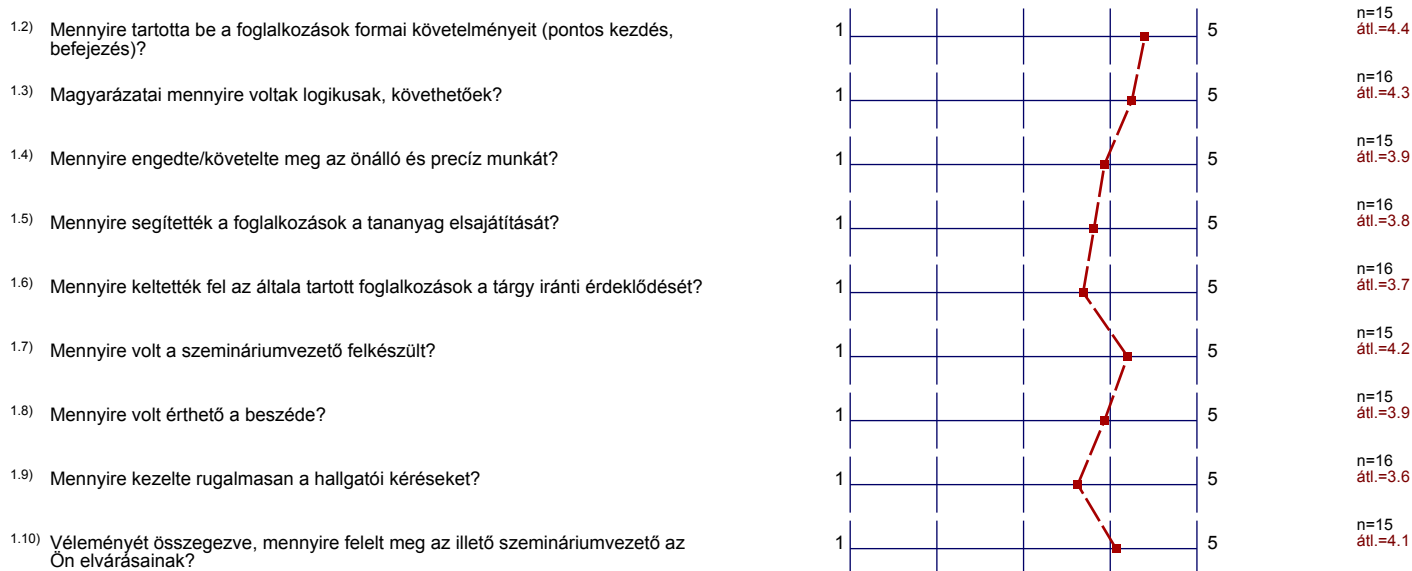 1.2) Mennyire tartotta be a foglalkozások formai követelményeit (pontos kezdés,
befejezés)?
1 5
n=15
átl.=4.4
1.3) Magyarázatai mennyire voltak logikusak, követhetőek?
1 5
n=16
átl.=4.3
1.4) Mennyire engedte/követelte meg az önálló és precíz munkát?
1 5
n=15
átl.=3.9
1.5) Mennyire segítették a foglalkozások a tananyag elsajátítását?
1 5
n=16
átl.=3.8
1.6) Mennyire keltették fel az általa tartott foglalkozások a tárgy iránti érdeklődését?
1 5
n=16
átl.=3.7
1.7) Mennyire volt a szemináriumvezető felkészült?
1 5
n=15
átl.=4.2
1.8) Mennyire volt érthető a beszéde?
1 5
n=15
átl.=3.9
1.9) Mennyire kezelte rugalmasan a hallgatói kéréseket?
1 5
n=16
átl.=3.6
1.10) Véleményét összegezve, mennyire felelt meg az illető szemináriumvezető az
Ön elvárásainak?
1 5
n=15
átl.=4.1